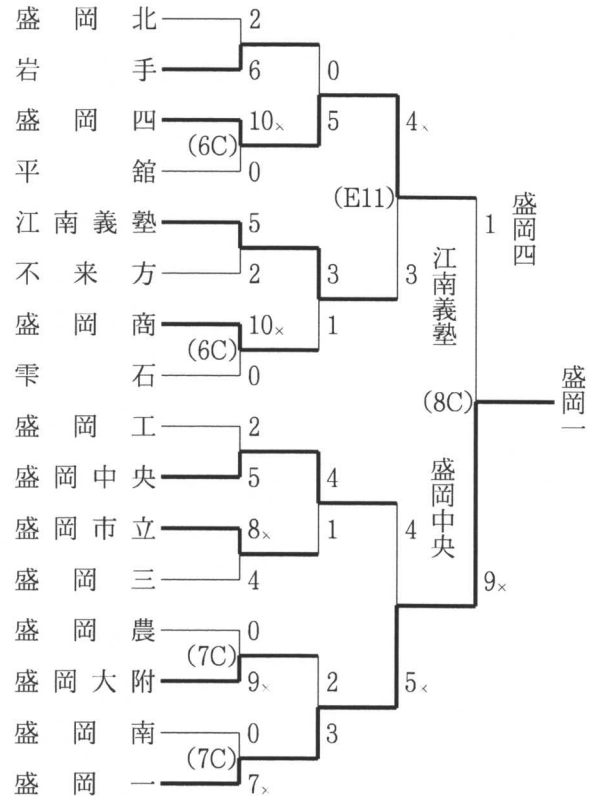 盛岡北 2
岩手 6
0
盛岡四 10× (6C)
5
4×
平舘 0
(E11)
江南義塾 5
1
盛岡四
不来方 2
3
3
江南義塾
盛岡商 10× (6C)
1
雫石 0
(8C)
盛岡一
盛岡工 2
盛岡中央 5
4
盛岡市立 8×
1
4
盛岡中央
盛岡三 4
9×
盛岡農 0
(7C)
盛岡大附 9×
2
5×
盛岡南 0
3
(7C)
盛岡一 7×